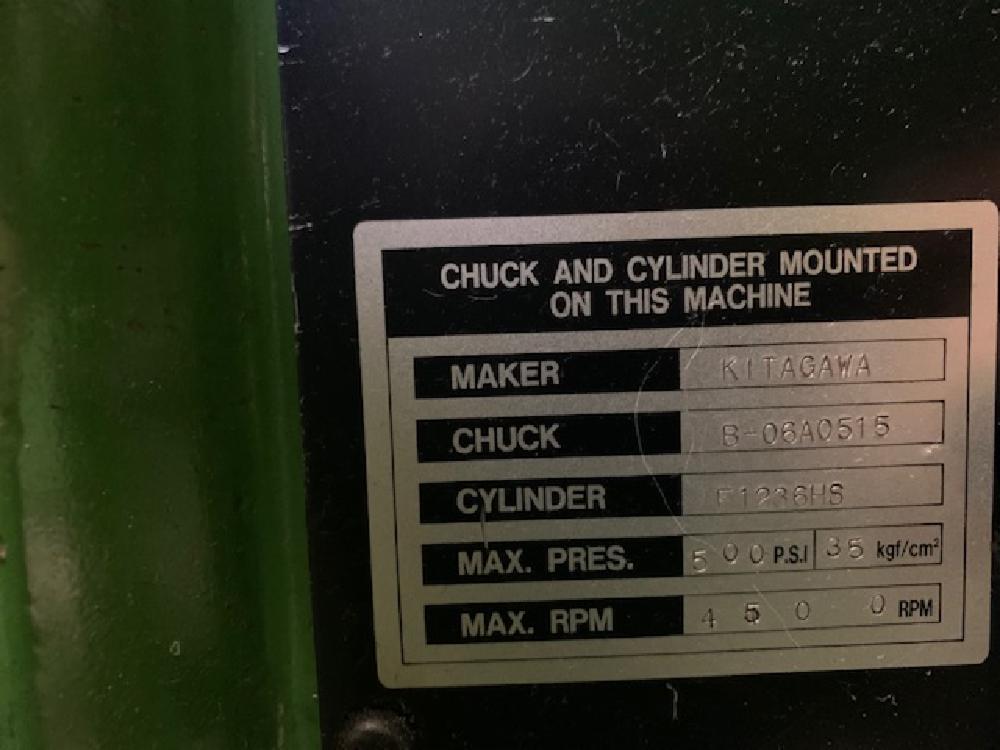 CHUCK AND CYLINDER MOUNTED
ON THIS MACHINE
MAKER KITAGAWA
CHUCK B-06A0515
CYLINDER F1236HS
MAX. PRES. 500 P.S.I 35 kgf/cm²
MAX. RPM 4500 RPM